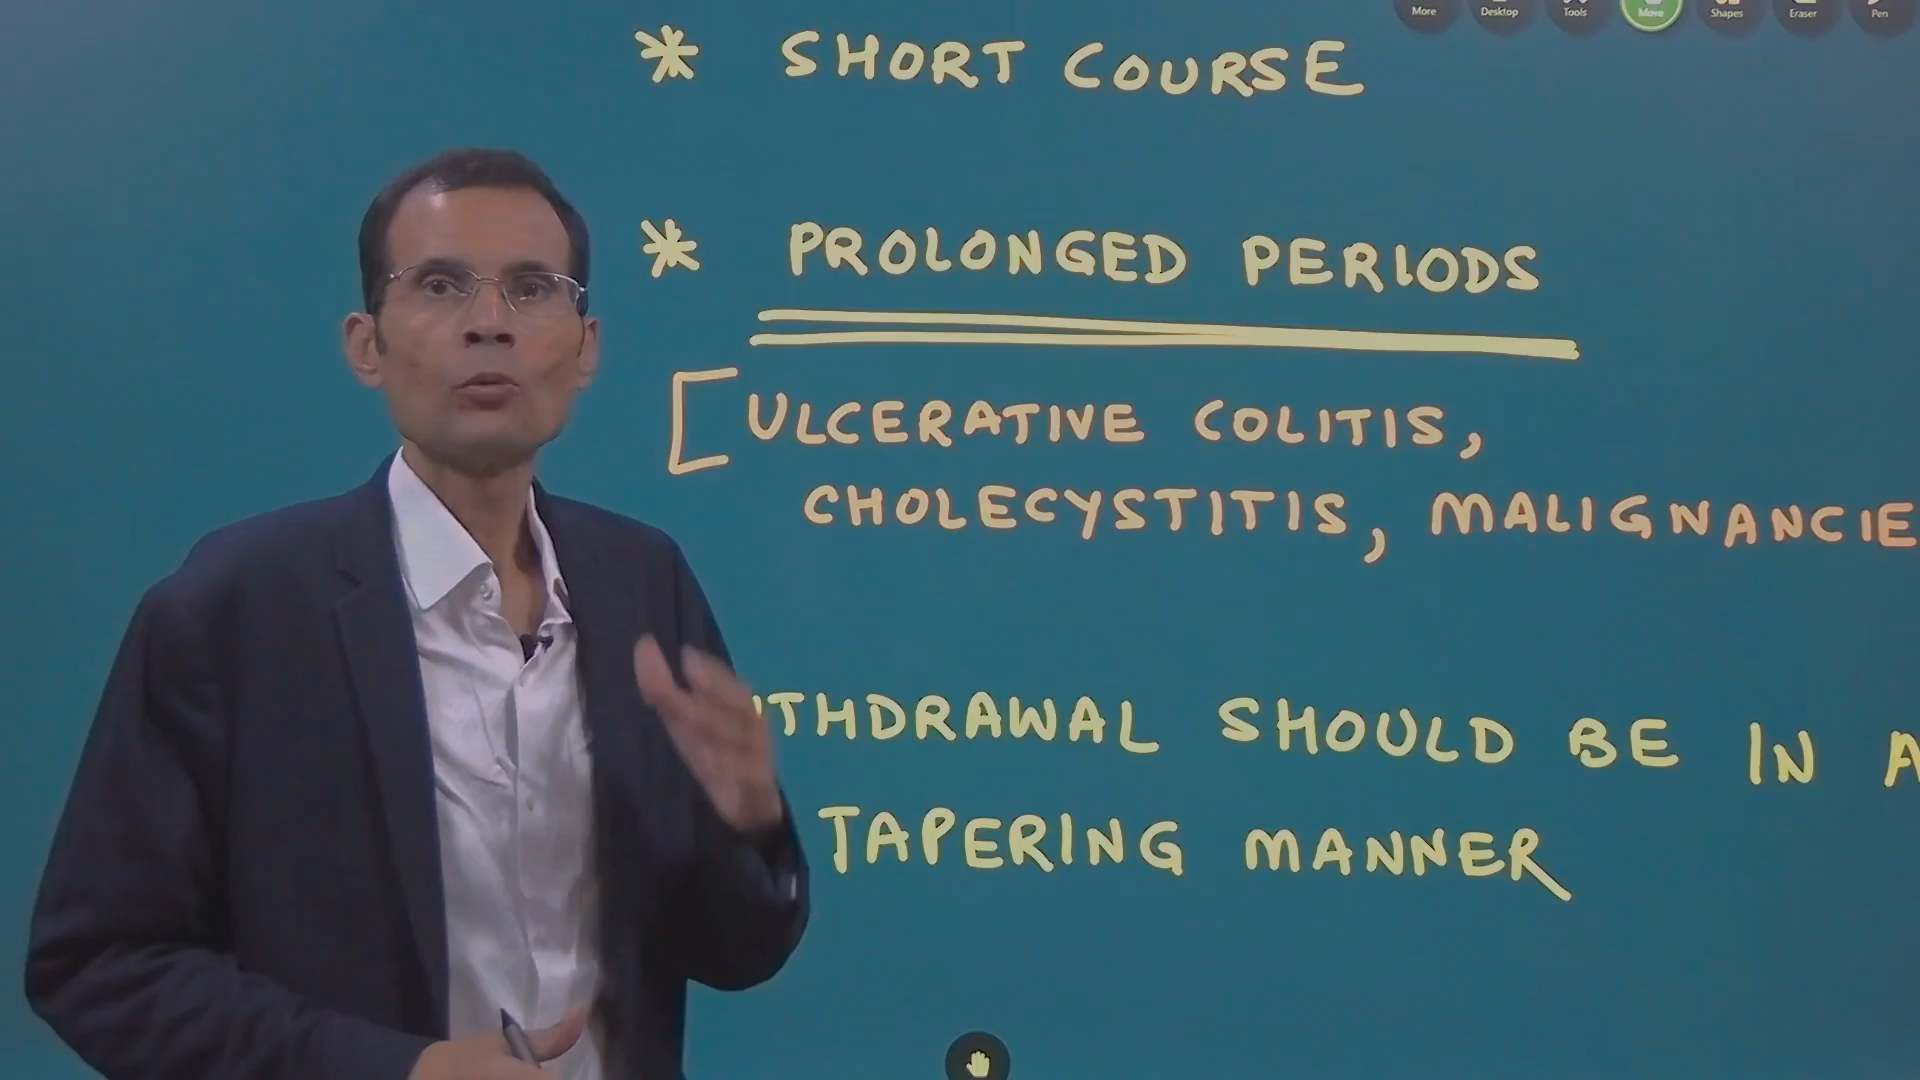 More Desktop Tools Move Shapes Eraser Pen
* SHORT COURSE
* PROLONGED PERIODS
[ULCERATIVE COLITIS,
CHOLECYSTITIS, MALIGNANCIE
ITHDRAWAL SHOULD BE IN A
TAPERING MANNER